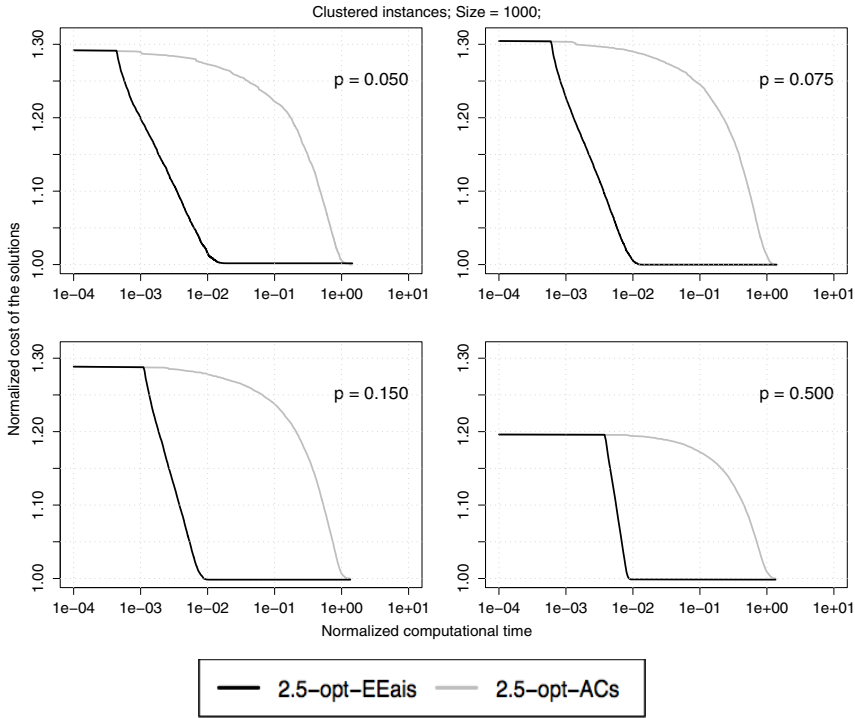 Clustered instances; Size = 1000;
Normalized cost of the solutions
1.30
1.20
1.10
1.00
p = 0.050
1e−04 1e−03 1e−02 1e−01 1e+00 1e+01
1.30
1.20
1.10
1.00
p = 0.075
1e−04 1e−03 1e−02 1e−01 1e+00 1e+01
1.30
1.20
1.10
1.00
p = 0.150
1e−04 1e−03 1e−02 1e−01 1e+00 1e+01
1.30
1.20
1.10
1.00
p = 0.500
1e−04 1e−03 1e−02 1e−01 1e+00 1e+01
Normalized computational time
2.5−opt−EEais 2.5−opt−ACs